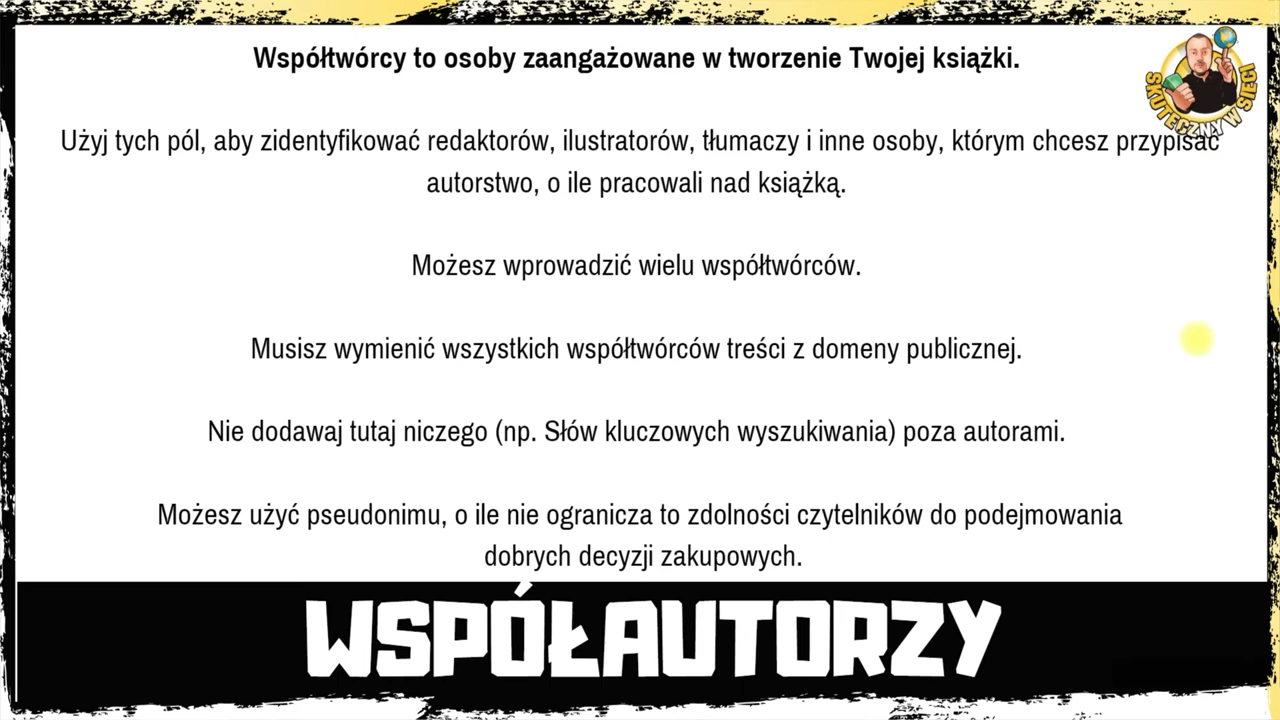 Współtwórcy to osoby zaangażowane w tworzenie Twojej książki.
SKUTECZNY W SIECI
Użyj tych pól, aby zidentyfikować redaktorów, ilustratorów, tłumaczy i inne osoby, którym chcesz przypisać
autorstwo, o ile pracowali nad książką.
Możesz wprowadzić wielu współtwórców.
Musisz wymienić wszystkich współtwórców treści z domeny publicznej.
Nie dodawaj tutaj niczego (np. Słów kluczowych wyszukiwania) poza autorami.
Możesz użyć pseudonimu, o ile nie ogranicza to zdolności czytelników do podejmowania
dobrych decyzji zakupowych.
WSPÓŁAUTORZY